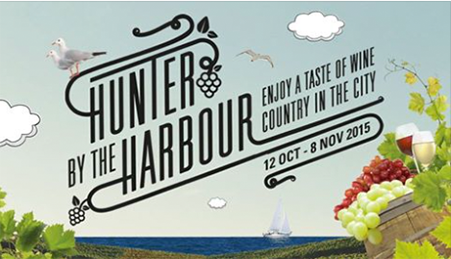 HUNTER
BY THE HARBOUR
ENJOY A TASTE OF WINE
COUNTRY IN THE CITY
12 OCT - 8 NOV 2015